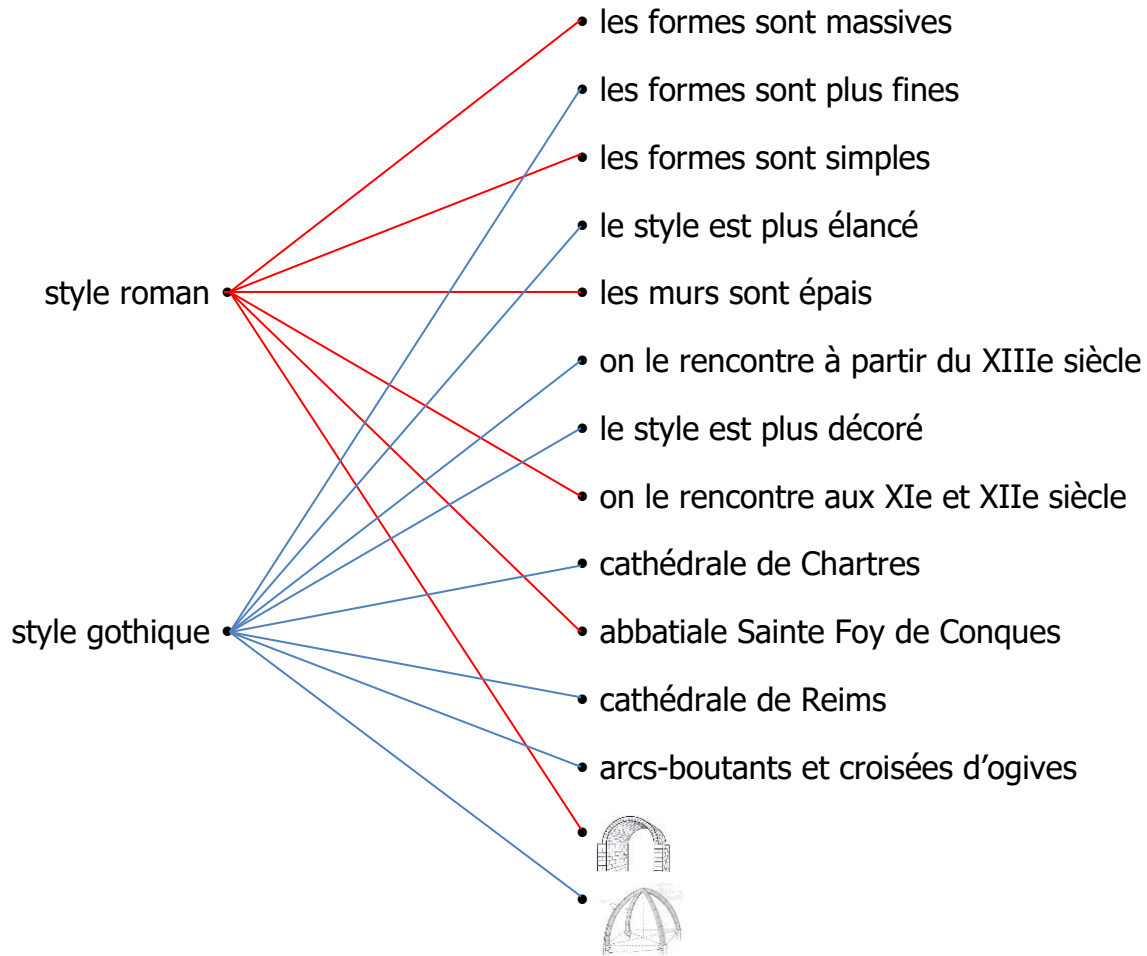 les formes sont massives
les formes sont plus fines
les formes sont simples
le style est plus élancé
style roman
les murs sont épais
on le rencontre à partir du XIIIe siècle
le style est plus décoré
on le rencontre aux XIe et XIIe siècle
cathédrale de Chartres
style gothique
abbatiale Sainte Foy de Conques
cathédrale de Reims
arcs-boutants et croisées d’ogives